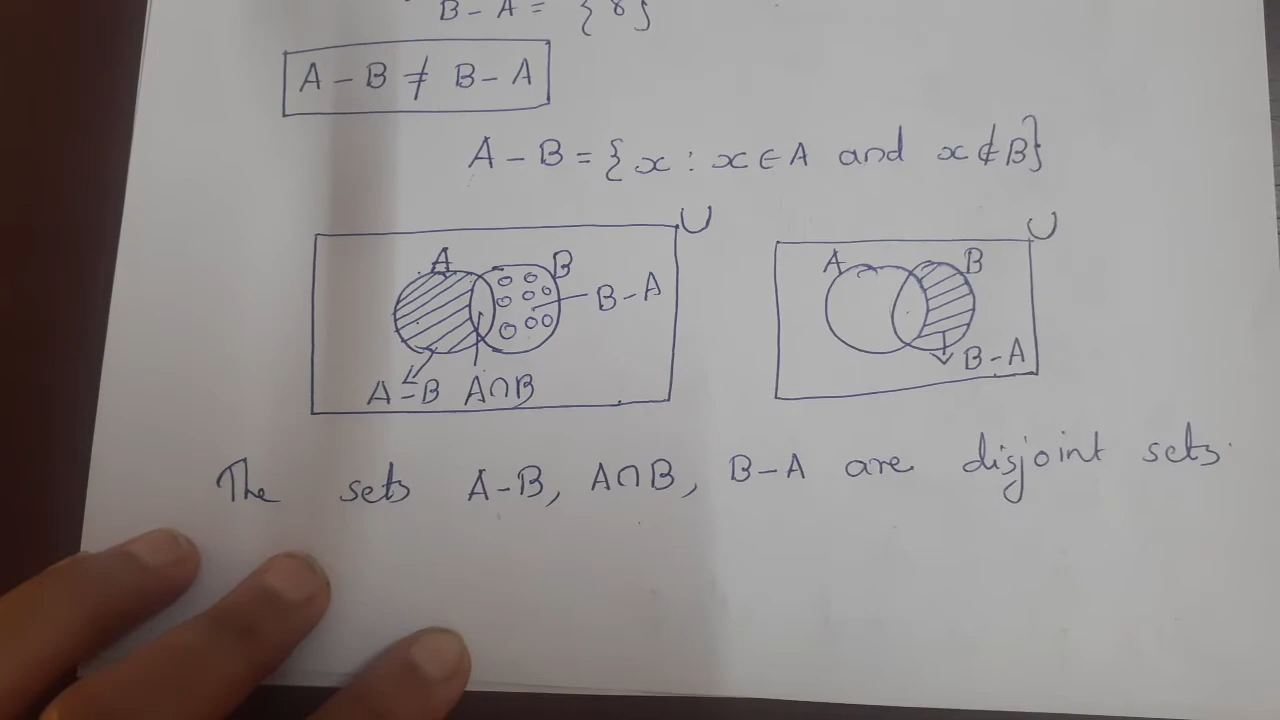 B - A = {8}
A - B ≠ B - A
A - B = {x : x ∈ A and x ∉ B}
U
A
B
B - A
A - B
A∩B
U
A
B
B - A
The sets A-B, A∩B, B-A are disjoint sets.